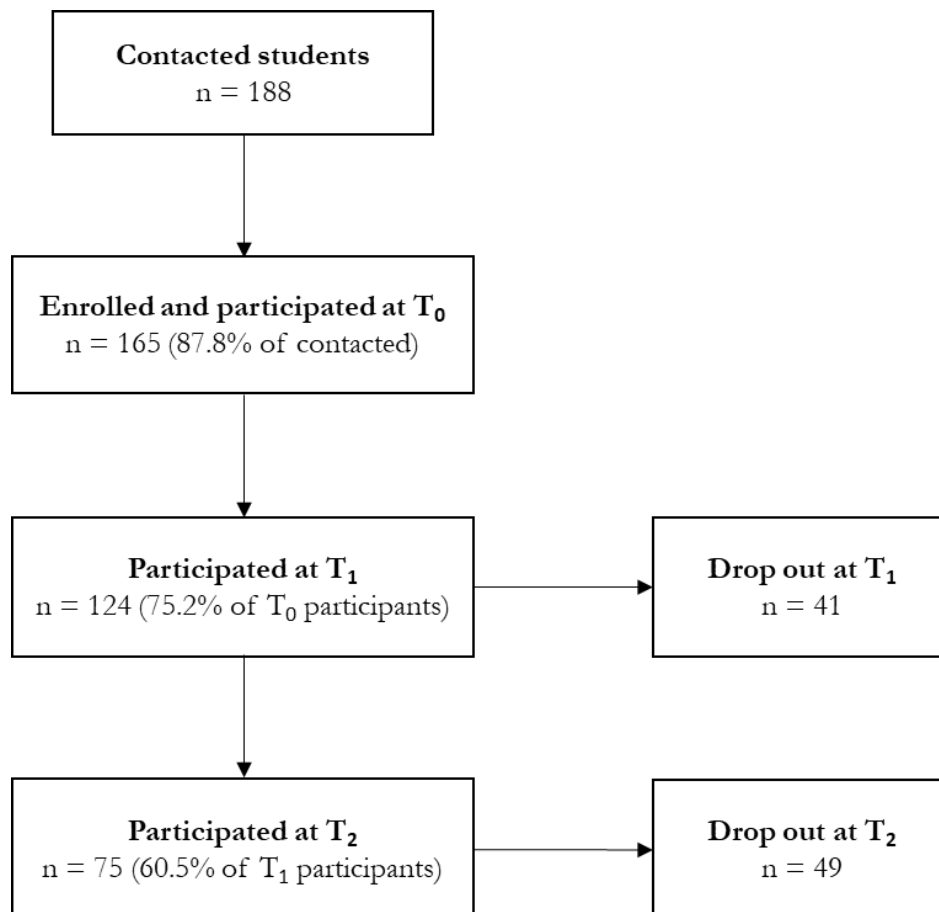 Contacted students
n = 188
Enrolled and participated at T₀
n = 165 (87.8% of contacted)
Participated at T₁
n = 124 (75.2% of T₀ participants)
Drop out at T₁
n = 41
Participated at T₂
n = 75 (60.5% of T₁ participants)
Drop out at T₂
n = 49